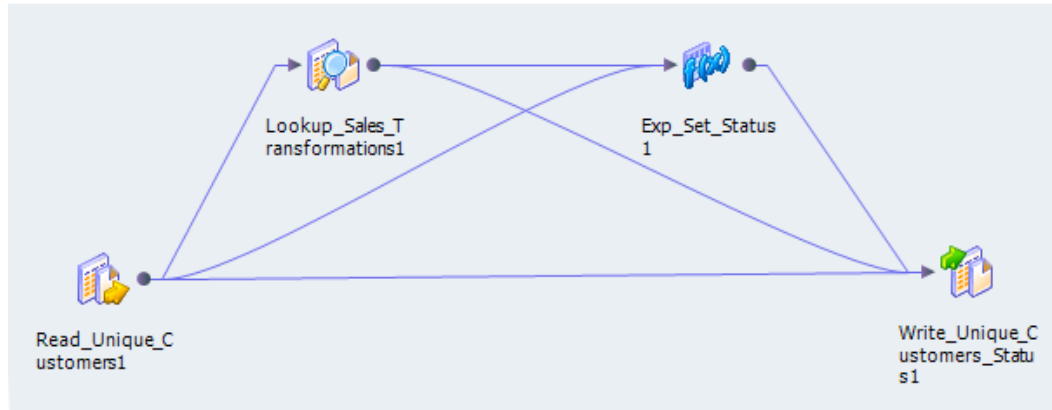 Lookup_Sales_T
ransformations1
Exp_Set_Status
1
Read_Unique_C
ustomers1
Write_Unique_C
ustomers_Statu
s1